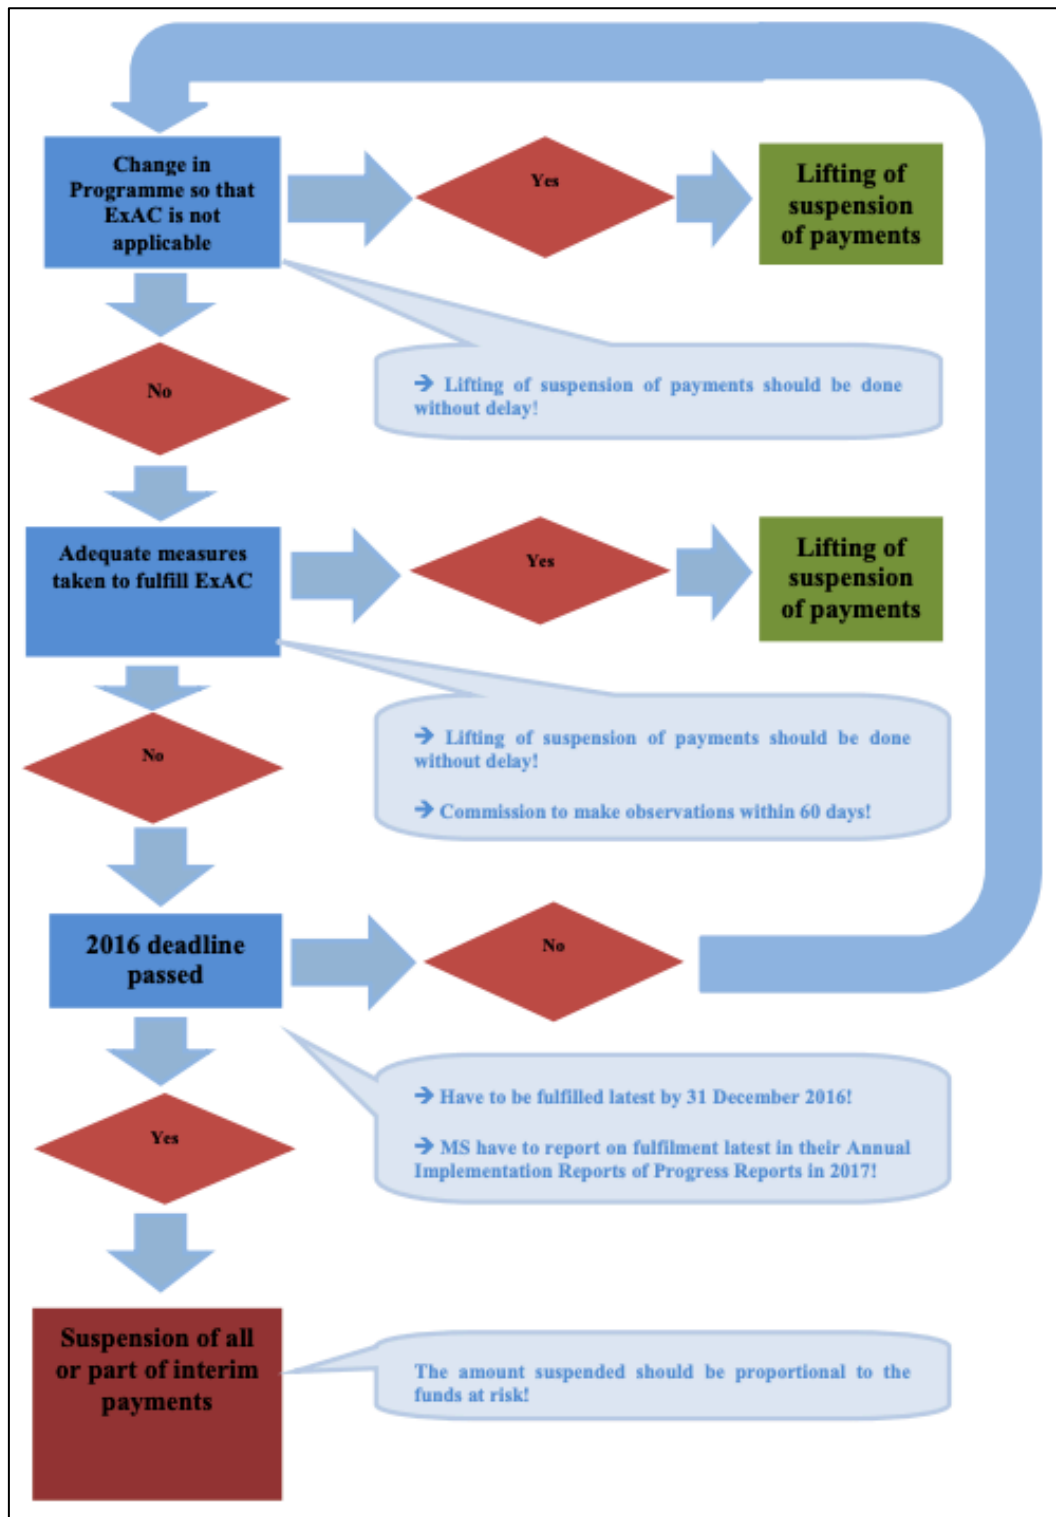 Change in
Programme so that
ExAC is not
applicable
Yes
Lifting of
suspension
of payments
No
➔ Lifting of suspension of payments should be done
without delay!
Adequate measures
taken to fulfill ExAC
Yes
Lifting of
suspension
of payments
No
➔ Lifting of suspension of payments should be done
without delay!
➔ Commission to make observations within 60 days!
2016 deadline
passed
No
➔ Have to be fulfilled latest by 31 December 2016!
➔ MS have to report on fulfilment latest in their Annual
Implementation Reports of Progress Reports in 2017!
Yes
Suspension of all
or part of interim
payments
The amount suspended should be proportional to the
funds at risk!